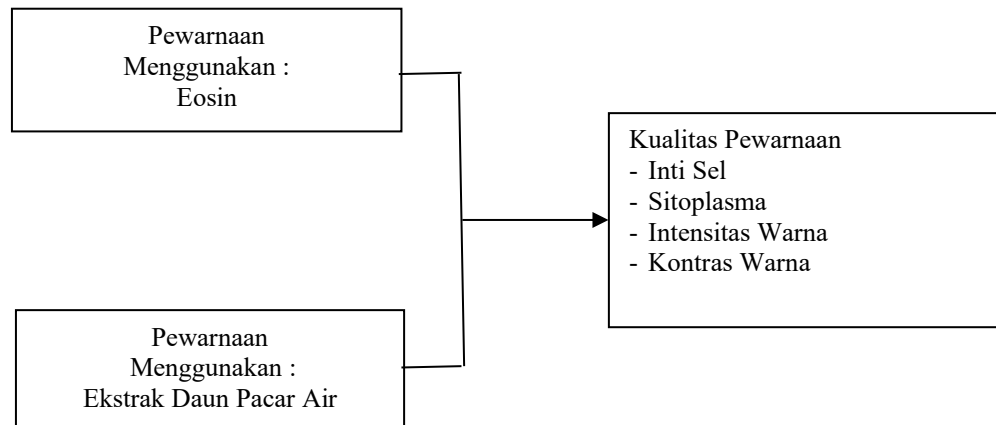 Pewarnaan
Menggunakan :
Eosin
Kualitas Pewarnaan
- Inti Sel
- Sitoplasma
- Intensitas Warna
- Kontras Warna
Pewarnaan
Menggunakan :
Ekstrak Daun Pacar Air